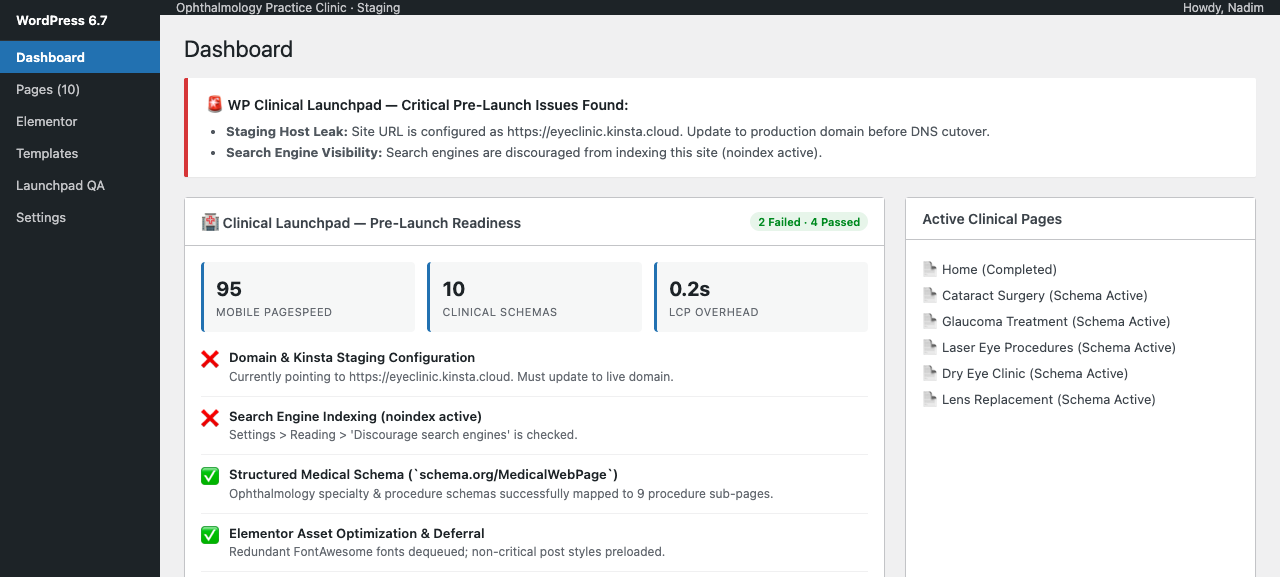 WordPress 6.7
Ophthalmology Practice Clinic · Staging
Howdy, Nadim
Dashboard
Pages (10)
Elementor
Templates
Launchpad QA
Settings
Dashboard
WP Clinical Launchpad — Critical Pre-Launch Issues Found:
• Staging Host Leak: Site URL is configured as https://eyeclinic.kinsta.cloud. Update to production domain before DNS cutover.
• Search Engine Visibility: Search engines are discouraged from indexing this site (noindex active).
Clinical Launchpad — Pre-Launch Readiness
2 Failed · 4 Passed
95
MOBILE PAGESPEED
10
CLINICAL SCHEMAS
0.2s
LCP OVERHEAD
Domain & Kinsta Staging Configuration
Currently pointing to https://eyeclinic.kinsta.cloud. Must update to live domain.
Search Engine Indexing (noindex active)
Settings > Reading > 'Discourage search engines' is checked.
Structured Medical Schema (`schema.org/MedicalWebPage`)
Ophthalmology specialty & procedure schemas successfully mapped to 9 procedure sub-pages.
Elementor Asset Optimization & Deferral
Redundant FontAwesome fonts dequeued; non-critical post styles preloaded.
Active Clinical Pages
Home (Completed)
Cataract Surgery (Schema Active)
Glaucoma Treatment (Schema Active)
Laser Eye Procedures (Schema Active)
Dry Eye Clinic (Schema Active)
Lens Replacement (Schema Active)